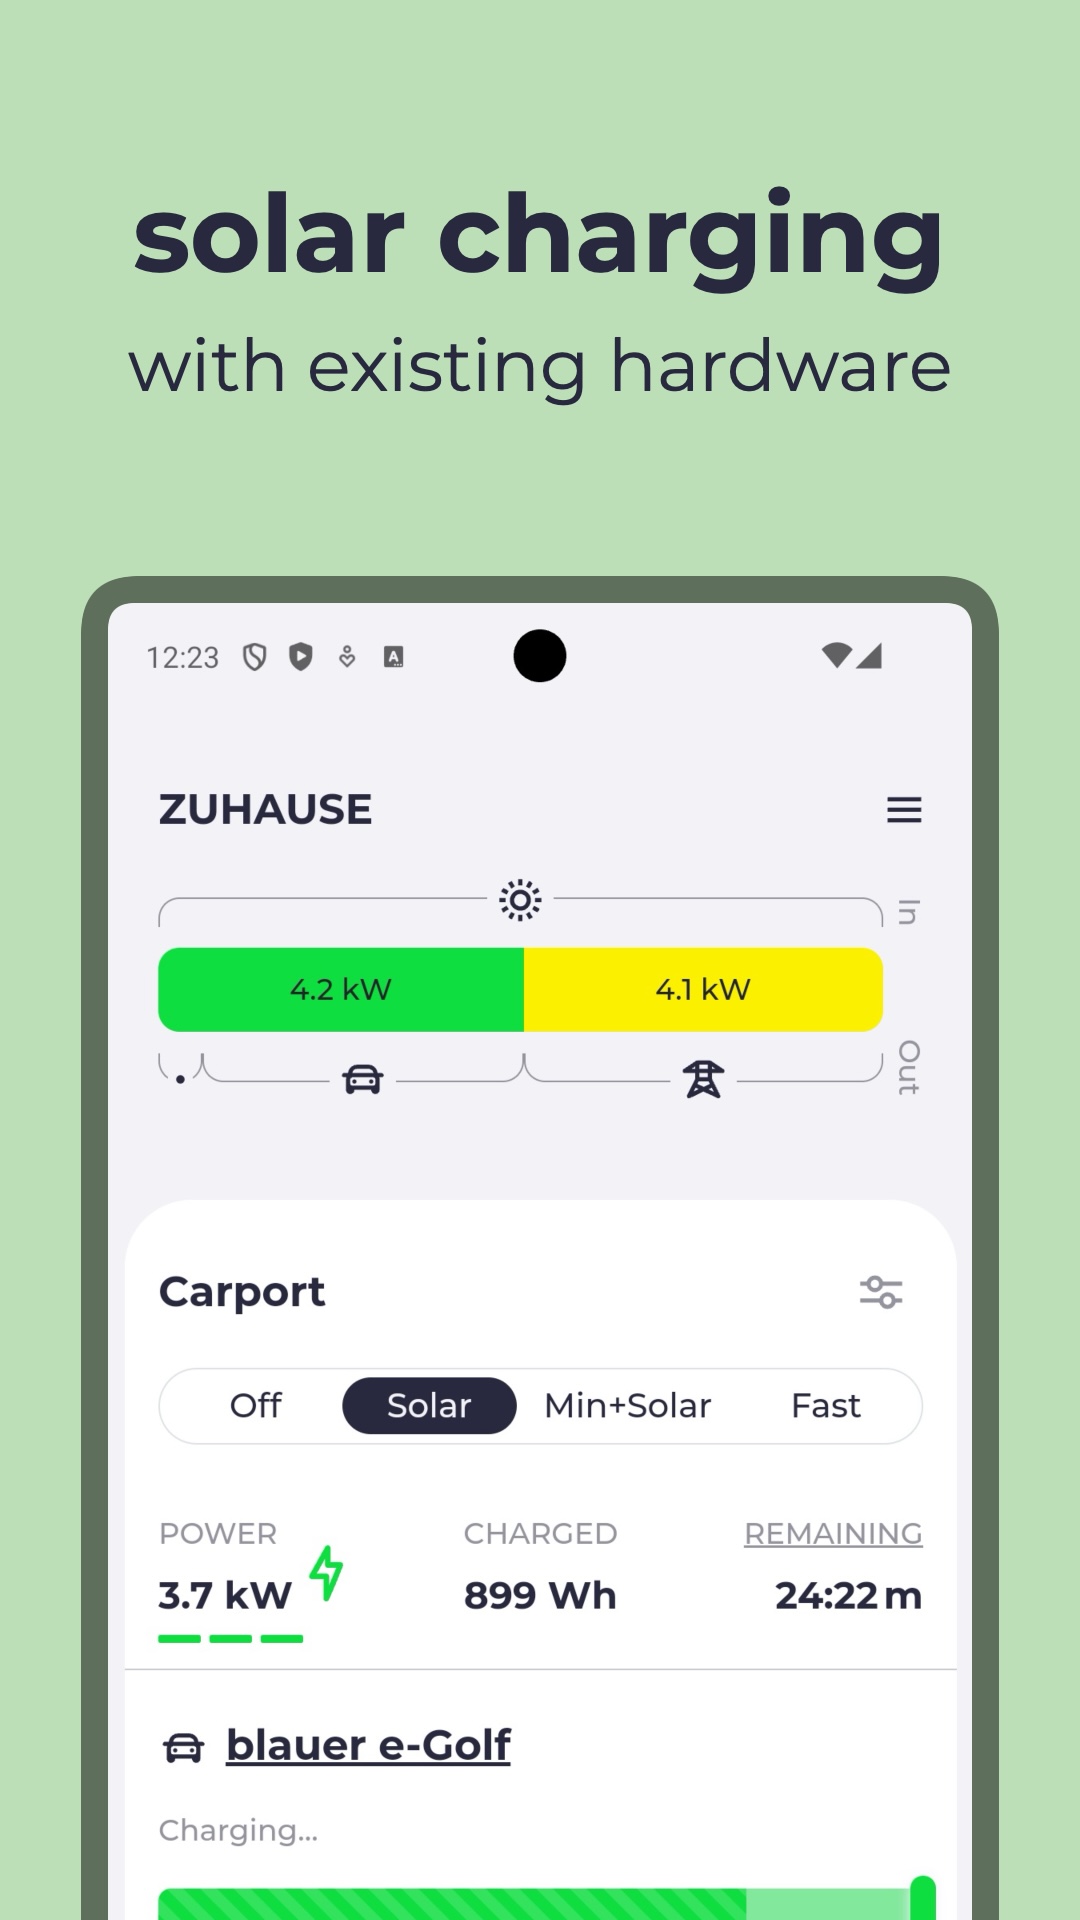 solar charging
with existing hardware
12:23
A
ZUHAUSE
In
4.2 kW 4.1 kW
Out
Carport
Off Solar Min+Solar Fast
POWER CHARGED REMAINING
3.7 kW 899 Wh 24:22 m
blauer e-Golf
Charging...